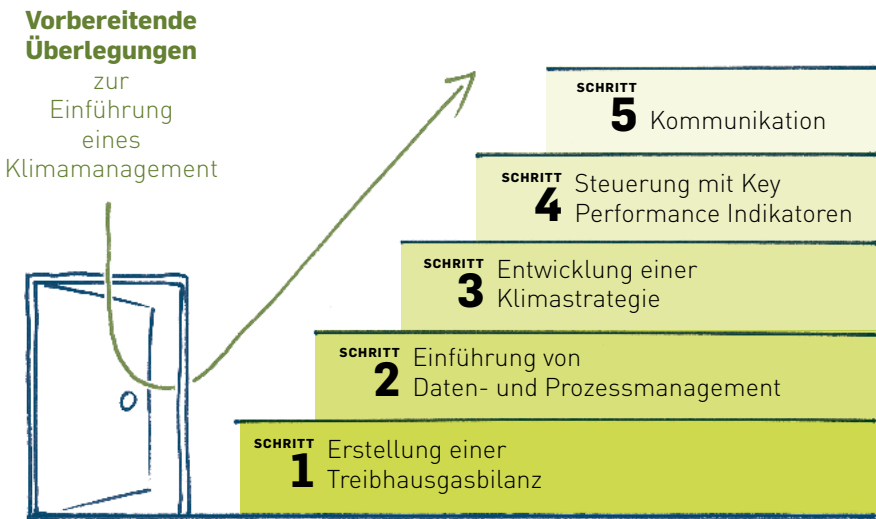 Vorbereitende
Überlegungen
zur
Einführung
eines
Klimamanagement
SCHRITT
5 Kommunikation
SCHRITT
4 Steuerung mit Key
Performance Indikatoren
SCHRITT
3 Entwicklung einer
Klimastrategie
SCHRITT
2 Einführung von
Daten- und Prozessmanagement
SCHRITT
1 Erstellung einer
Treibhausgasbilanz